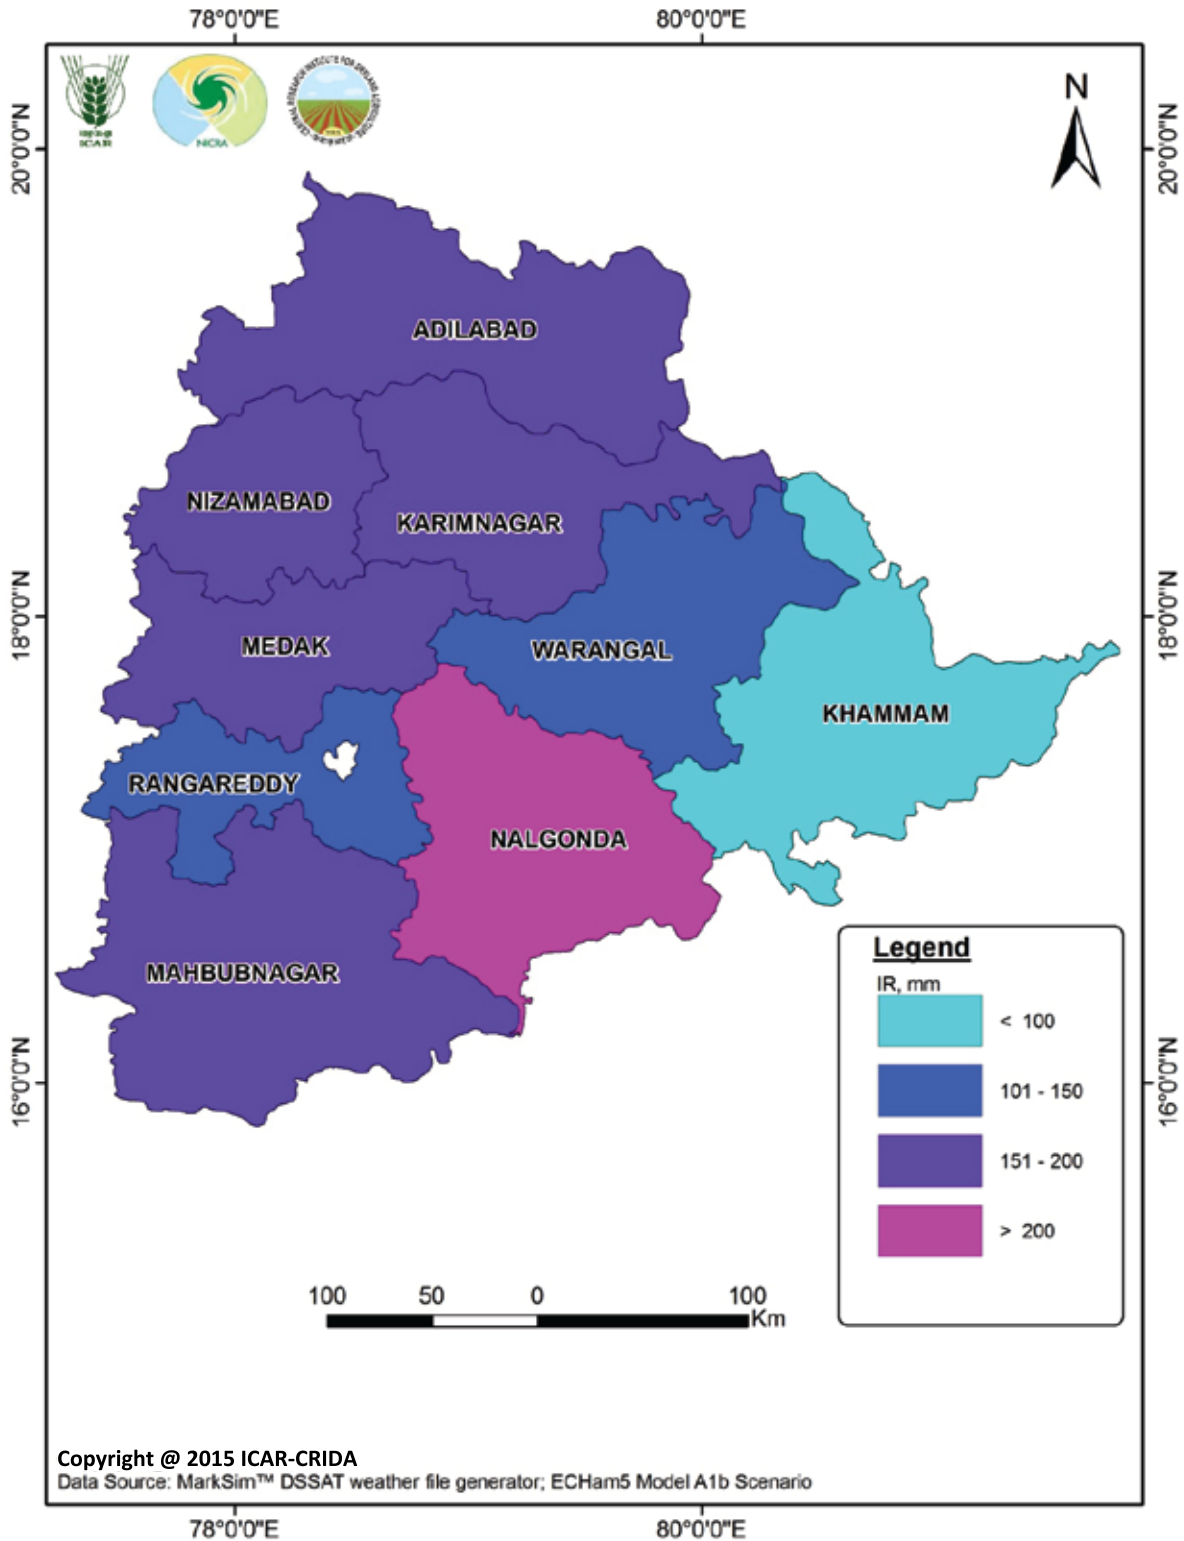 78°0'0"E 80°0'0"E
20°0'0"N 20°0'0"N
ICAR
NICRA
N
ADILABAD
NIZAMABAD
KARIMNAGAR
18°0'0"N 18°0'0"N
MEDAK
WARANGAL
KHAMMAM
RANGAREDDY
NALGONDA
MAHBUBNAGAR
Legend
IR, mm
< 100
101 - 150
151 - 200
> 200
16°0'0"N 16°0'0"N
100 50 0 100
Km
Copyright @ 2015 ICAR-CRIDA
Data Source: MarkSim™ DSSAT weather file generator; ECHam5 Model A1b Scenario
78°0'0"E 80°0'0"E